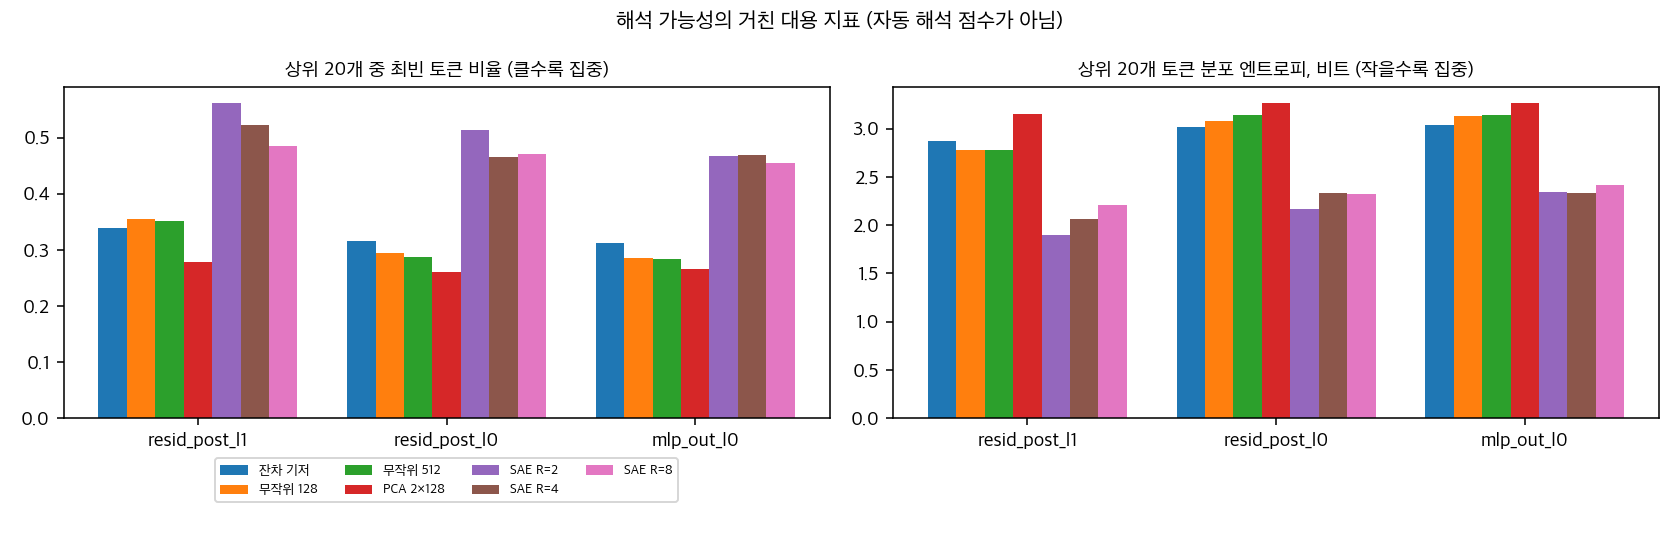 해석 가능성의 거친 대용 지표 (자동 해석 점수가 아님)
상위 20개 중 최빈 토큰 비율 (클수록 집중)
0.5
0.4
0.3
0.2
0.1
0.0
resid_post_l1 resid_post_l0 mlp_out_l0
잔차 기저 무작위 512 SAE R=2 SAE R=8
무작위 128 PCA 2×128 SAE R=4
상위 20개 토큰 분포 엔트로피, 비트 (작을수록 집중)
3.0
2.5
2.0
1.5
1.0
0.5
0.0
resid_post_l1 resid_post_l0 mlp_out_l0